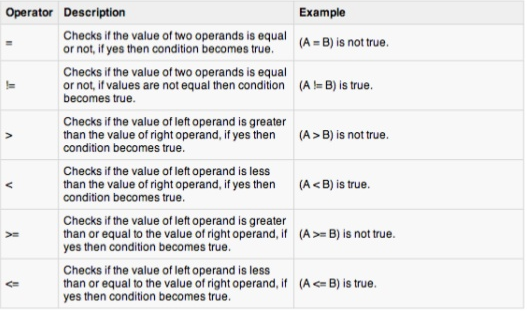 Operator Description Example
= Checks if the value of two operands is equal
or not, if yes then condition becomes true. (A = B) is not true.
!= Checks if the value of two operands is equal
or not, if values are not equal then condition
becomes true. (A != B) is true.
> Checks if the value of left operand is greater
than the value of right operand, if yes then
condition becomes true. (A > B) is not true.
< Checks if the value of left operand is less
than the value of right operand, if yes then
condition becomes true. (A < B) is true.
>= Checks if the value of left operand is greater
than or equal to the value of right operand, if
yes then condition becomes true. (A >= B) is not true.
<= Checks if the value of left operand is less
than or equal to the value of right operand, if
yes then condition becomes true. (A <= B) is true.